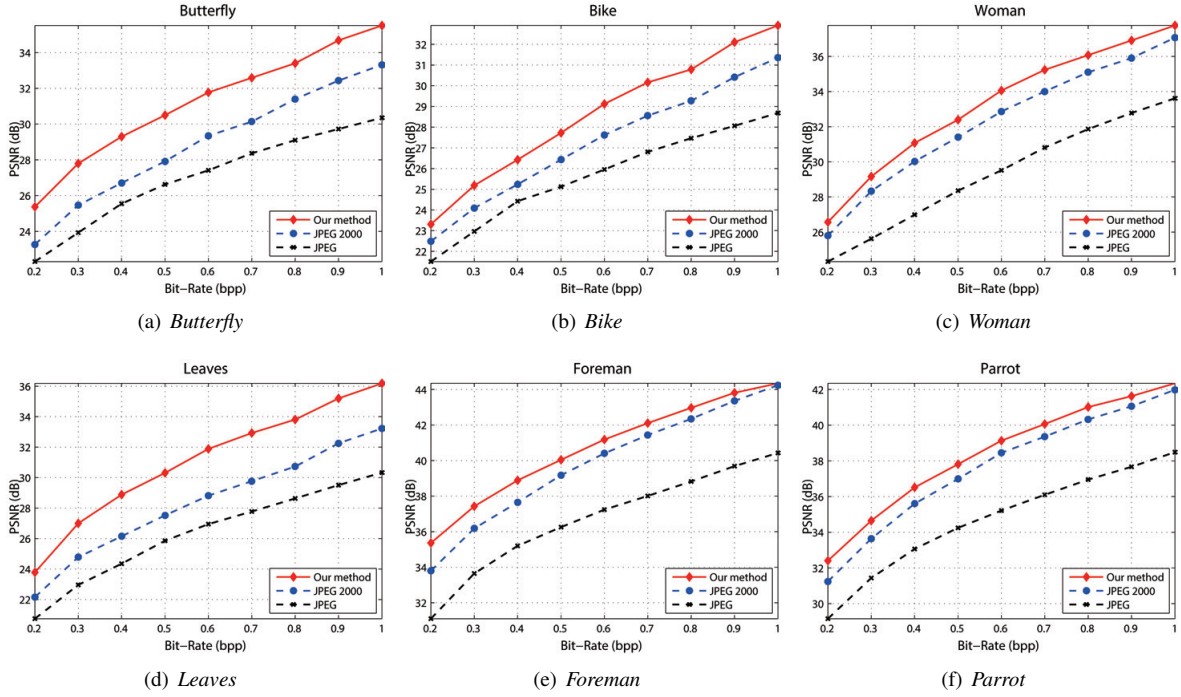 Butterfly
PSNR (dB)
34
32
30
28
26
24
Our method
JPEG 2000
JPEG
0.2 0.3 0.4 0.5 0.6 0.7 0.8 0.9 1
Bit−Rate (bpp)
(a) Butterfly
Bike
PSNR (dB)
32
31
30
29
28
27
26
25
24
23
22
Our method
JPEG 2000
JPEG
0.2 0.3 0.4 0.5 0.6 0.7 0.8 0.9 1
Bit−Rate (bpp)
(b) Bike
Woman
PSNR (dB)
36
34
32
30
28
26
Our method
JPEG 2000
JPEG
0.2 0.3 0.4 0.5 0.6 0.7 0.8 0.9 1
Bit−Rate (bpp)
(c) Woman
Leaves
PSNR (dB)
36
34
32
30
28
26
24
22
Our method
JPEG 2000
JPEG
0.2 0.3 0.4 0.5 0.6 0.7 0.8 0.9 1
Bit−Rate (bpp)
(d) Leaves
Foreman
PSNR (dB)
44
42
40
38
36
34
32
Our method
JPEG 2000
JPEG
0.2 0.3 0.4 0.5 0.6 0.7 0.8 0.9 1
Bit−Rate (bpp)
(e) Foreman
Parrot
PSNR (dB)
42
40
38
36
34
32
30
Our method
JPEG 2000
JPEG
0.2 0.3 0.4 0.5 0.6 0.7 0.8 0.9 1
Bit−Rate (bpp)
(f) Parrot